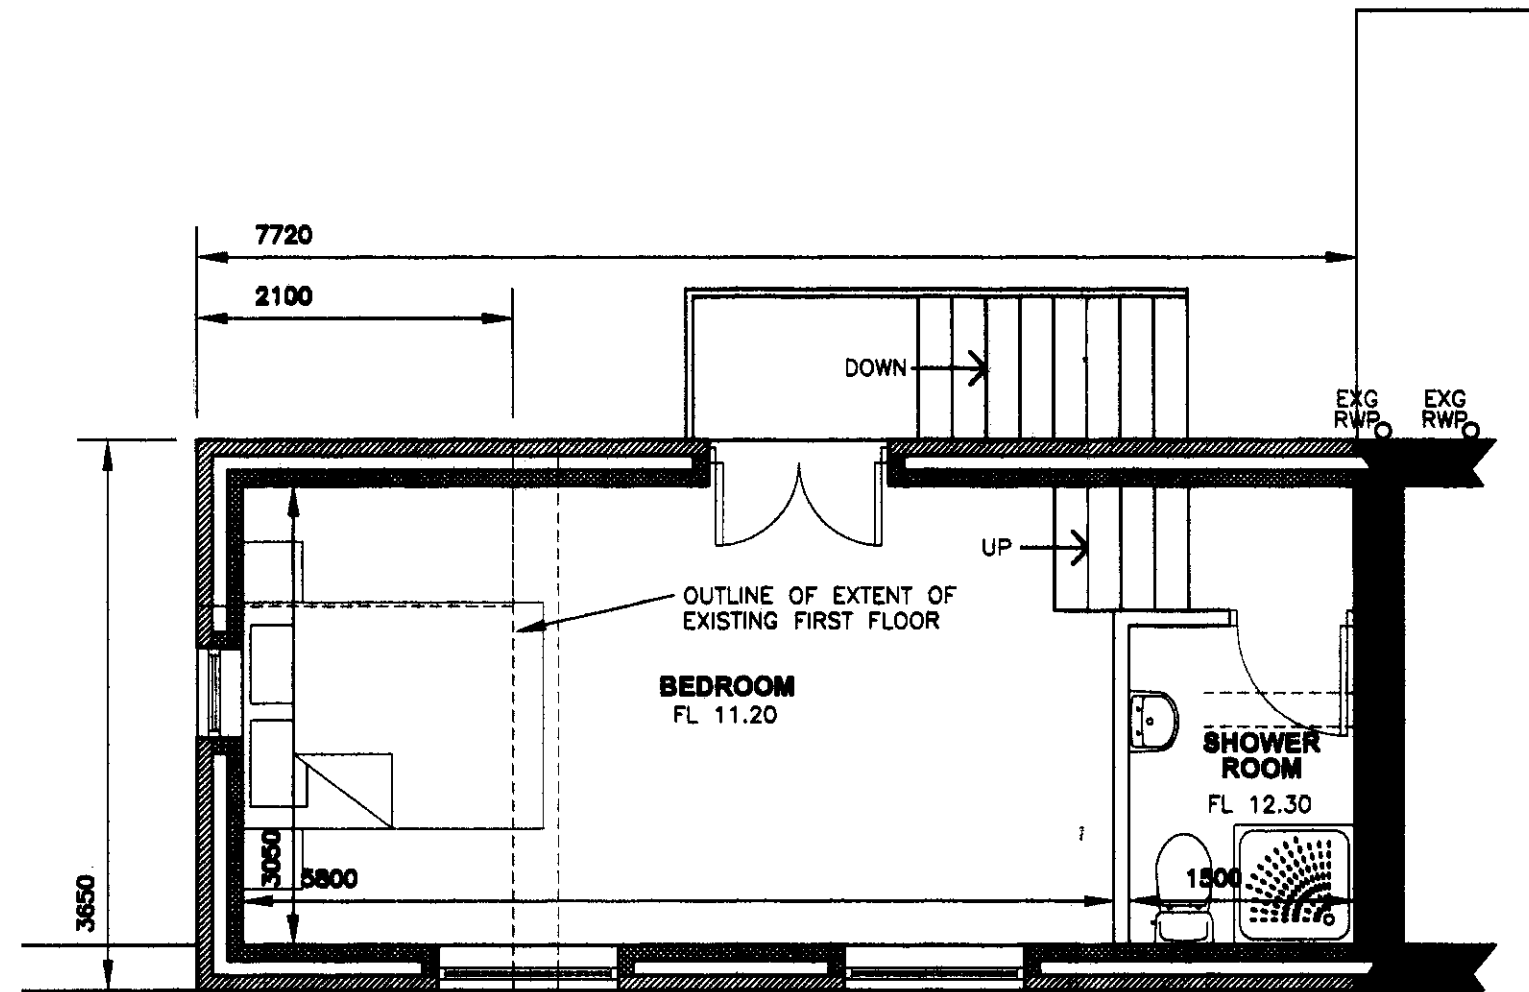 7720
2100
DOWN
EXG
RWP
EXG
RWP
UP
OUTLINE OF EXTENT OF
EXISTING FIRST FLOOR
BEDROOM
FL 11.20
SHOWER
ROOM
FL 12.30
3050
5800
1500
3650